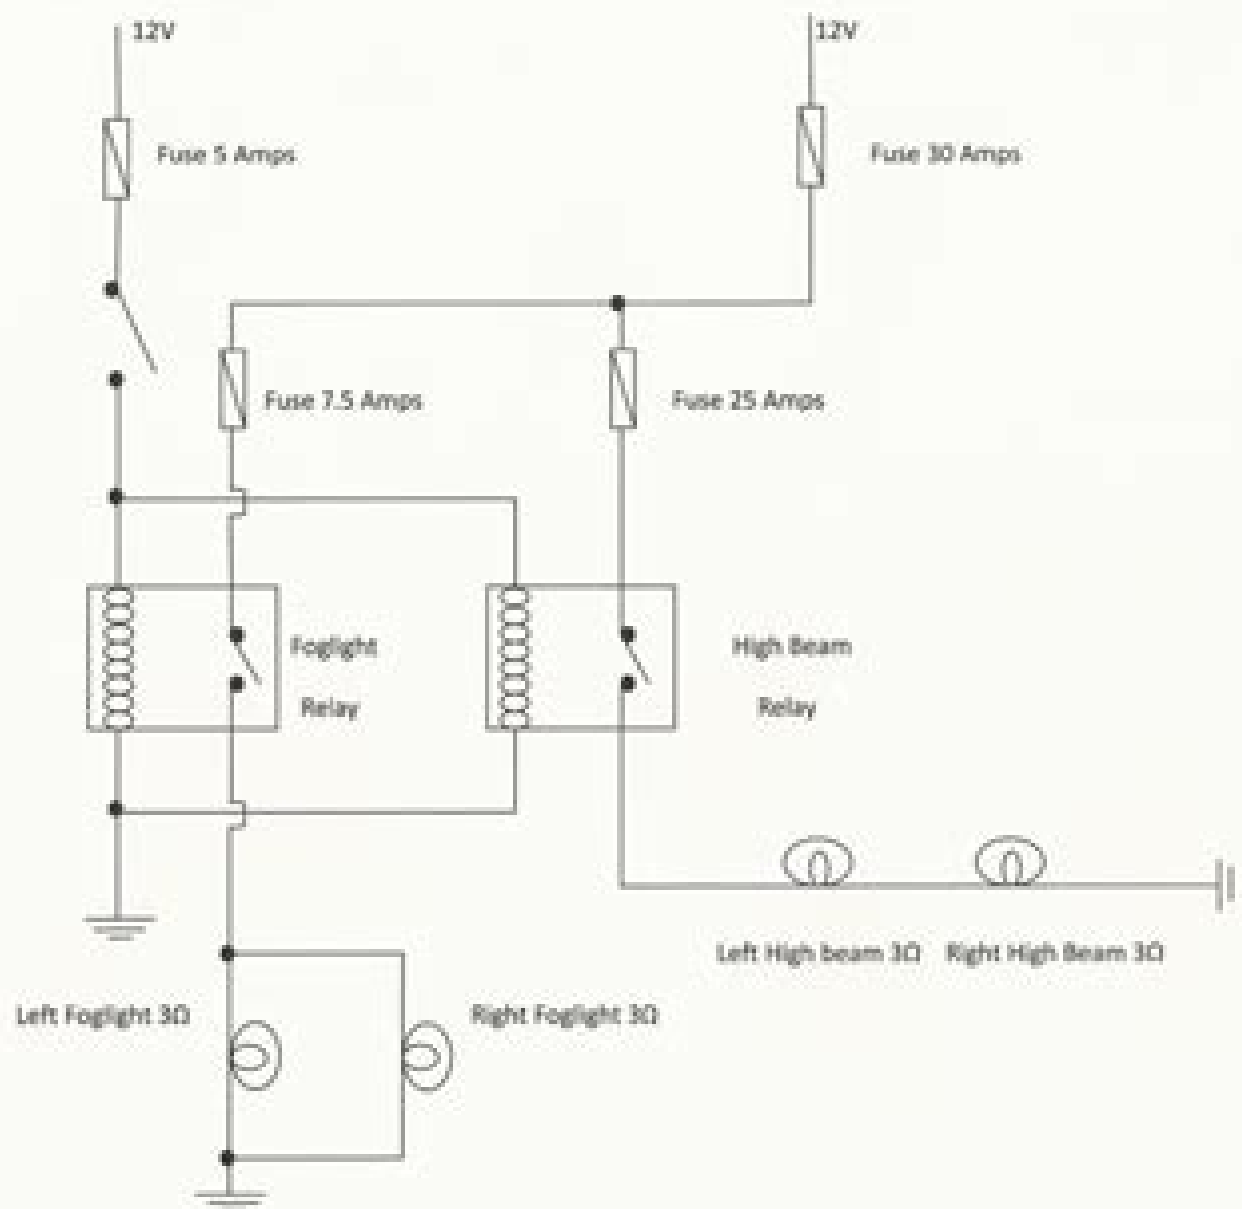 12V
12V
Fuse 5 Amps
Fuse 30 Amps
Fuse 7.5 Amps
Fuse 25 Amps
Foglight
Relay
High Beam
Relay
Left High beam 3Ω
Right High Beam 3Ω
Left Foglight 3Ω
Right Foglight 3Ω